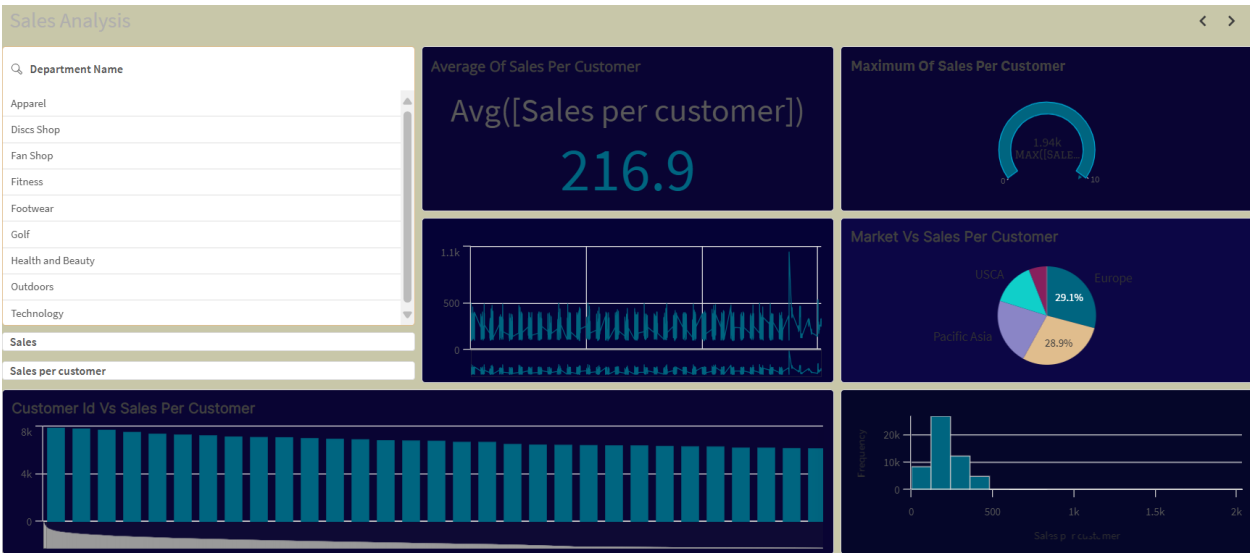 Sales Analysis
Department Name
Apparel
Discs Shop
Fan Shop
Fitness
Footwear
Golf
Health and Beauty
Outdoors
Technology
Sales
Sales per customer
Average Of Sales Per Customer
Avg([Sales per customer])
216.9
Maximum Of Sales Per Customer
1.94k
MAX([SALE...
0
10
1.1k
500
0
Market Vs Sales Per Customer
USCA
Europe
29.1%
Pacific Asia
28.9%
Customer Id Vs Sales Per Customer
8k
4k
0
Frequency
20k
10k
0
0
500
1k
1.5k
2k